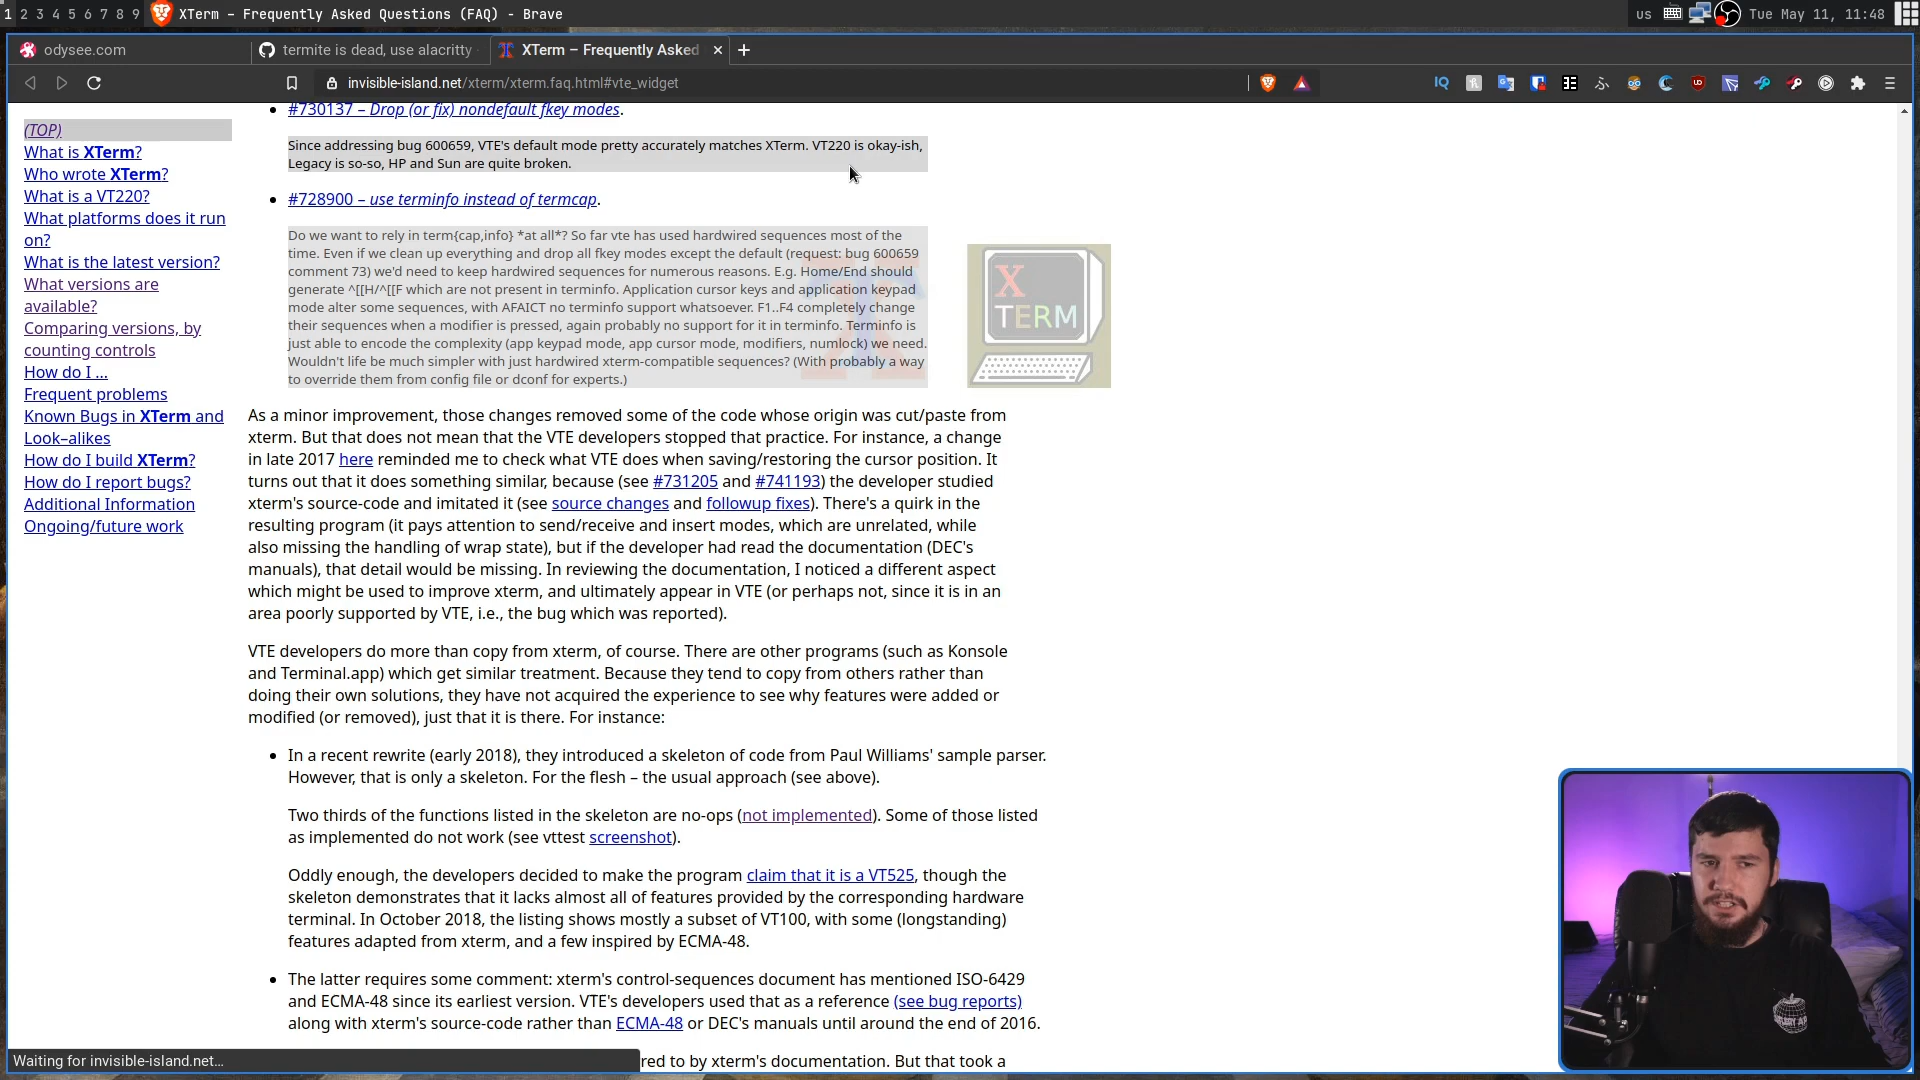 1 2 3 4 5 6 7 8 9 XTerm – Frequently Asked Questions (FAQ) - Brave
us Tue May 11, 11:48
odysee.com
termite is dead, use alacritty
XTerm – Frequently Asked
invisible-island.net/xterm/xterm.faq.html#vte_widget
(TOP)
What is XTerm?
Who wrote XTerm?
What is a VT220?
What platforms does it run
on?
What is the latest version?
What versions are
available?
Comparing versions, by
counting controls
How do I ...
Frequent problems
Known Bugs in XTerm and
Look–alikes
How do I build XTerm?
How do I report bugs?
Additional Information
Ongoing/future work
#730137 – Drop (or fix) nondefault fkey modes.
Since addressing bug 600659, VTE's default mode pretty accurately matches XTerm. VT220 is okay-ish,
Legacy is so-so, HP and Sun are quite broken.
#728900 – use terminfo instead of termcap.
Do we want to rely in term{cap,info} *at all*? So far vte has used hardwired sequences most of the
time. Even if we clean up everything and drop all fkey modes except the default (request: bug 600659
comment 73) we'd need to keep hardwired sequences for numerous reasons. E.g. Home/End should
generate ^[[H/^[[F which are not present in terminfo. Application cursor keys and application keypad
mode alter some sequences, with AFAICT no terminfo support whatsoever. F1..F4 completely change
their sequences when a modifier is pressed, again probably no support for it in terminfo. Terminfo is
just able to encode the complexity (app keypad mode, app cursor mode, modifiers, numlock) we need.
Wouldn't life be much simpler with just hardwired xterm-compatible sequences? (With probably a way
to override them from config file or dconf for experts.)
X
TERM
As a minor improvement, those changes removed some of the code whose origin was cut/paste from
xterm. But that does not mean that the VTE developers stopped that practice. For instance, a change
in late 2017 here reminded me to check what VTE does when saving/restoring the cursor position. It
turns out that it does something similar, because (see #731205 and #741193) the developer studied
xterm's source-code and imitated it (see source changes and followup fixes). There's a quirk in the
resulting program (it pays attention to send/receive and insert modes, which are unrelated, while
also missing the handling of wrap state), but if the developer had read the documentation (DEC's
manuals), that detail would be missing. In reviewing the documentation, I noticed a different aspect
which might be used to improve xterm, and ultimately appear in VTE (or perhaps not, since it is in an
area poorly supported by VTE, i.e., the bug which was reported).
VTE developers do more than copy from xterm, of course. There are other programs (such as Konsole
and Terminal.app) which get similar treatment. Because they tend to copy from others rather than
doing their own solutions, they have not acquired the experience to see why features were added or
modified (or removed), just that it is there. For instance:
In a recent rewrite (early 2018), they introduced a skeleton of code from Paul Williams' sample parser.
However, that is only a skeleton. For the flesh – the usual approach (see above).
Two thirds of the functions listed in the skeleton are no-ops (not implemented). Some of those listed
as implemented do not work (see vttest screenshot).
Oddly enough, the developers decided to make the program claim that it is a VT525, though the
skeleton demonstrates that it lacks almost all of features provided by the corresponding hardware
terminal. In October 2018, the listing shows mostly a subset of VT100, with some (longstanding)
features adapted from xterm, and a few inspired by ECMA-48.
The latter requires some comment: xterm's control-sequences document has mentioned ISO-6429
and ECMA-48 since its earliest version. VTE's developers used that as a reference (see bug reports)
along with xterm's source-code rather than ECMA-48 or DEC's manuals until around the end of 2016.
red to by xterm's documentation. But that took a
Waiting for invisible-island.net...